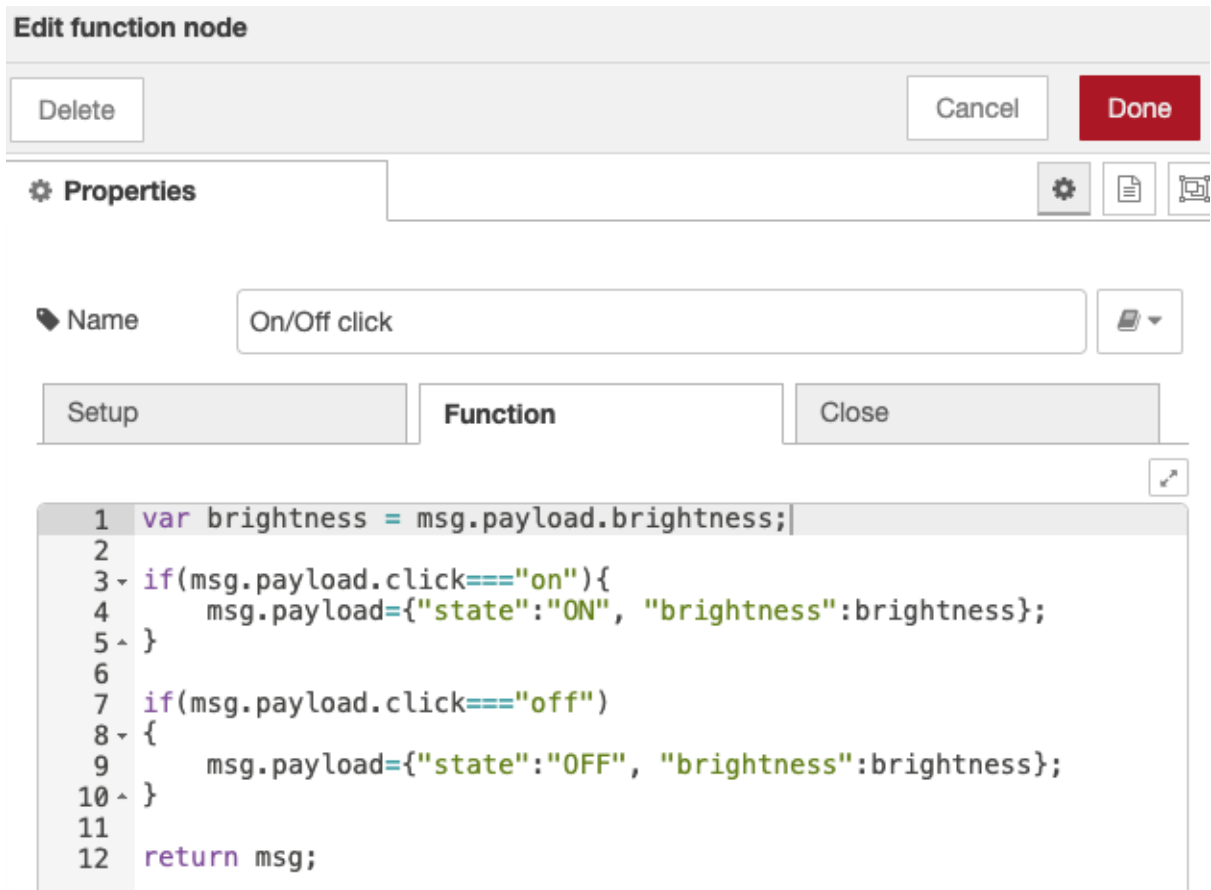 Edit function node
Delete
Cancel
Done
Properties
Name
On/Off click
Setup
Function
Close
1 var brightness = msg.payload.brightness;
2
3 if(msg.payload.click==="on"){
4     msg.payload={"state":"ON", "brightness":brightness};
5 }
6
7 if(msg.payload.click==="off")
8 {
9     msg.payload={"state":"OFF", "brightness":brightness};
10 }
11
12 return msg;